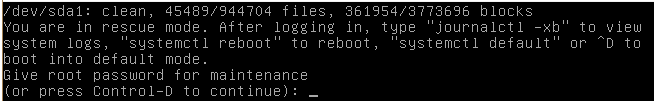 /dev/sda1: clean, 45489/944704 files, 361954/3773696 blocks
You are in rescue mode. After logging in, type "journalctl -xb" to view
system logs, "systemctl reboot" to reboot, "systemctl default" or ^D to
boot into default mode.
Give root password for maintenance
(or press Control-D to continue): _